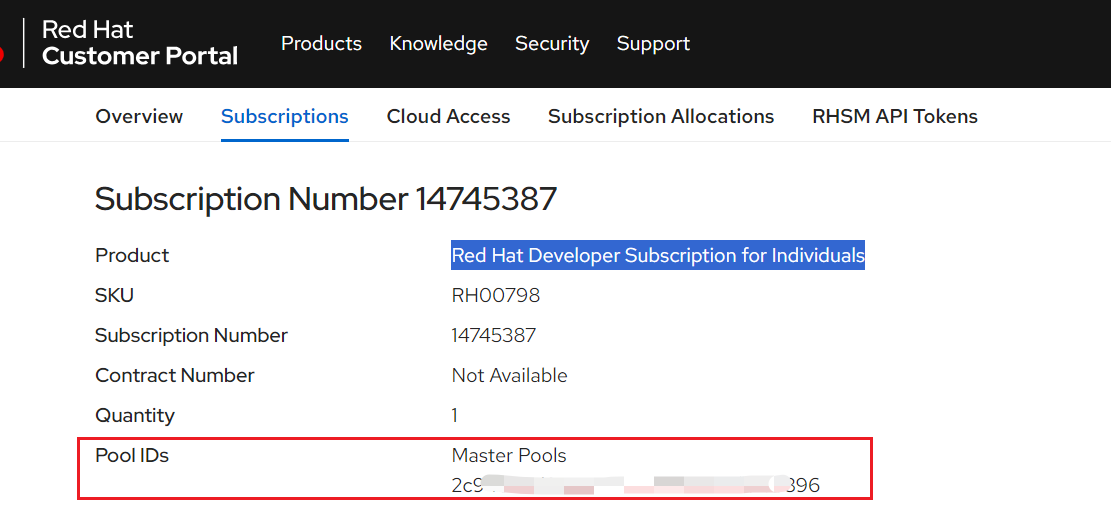 Red Hat
Customer Portal
Products Knowledge Security Support
Overview Subscriptions Cloud Access Subscription Allocations RHSM API Tokens
Subscription Number 14745387
Product Red Hat Developer Subscription for Individuals
SKU RH00798
Subscription Number 14745387
Contract Number Not Available
Quantity 1
Pool IDs Master Pools